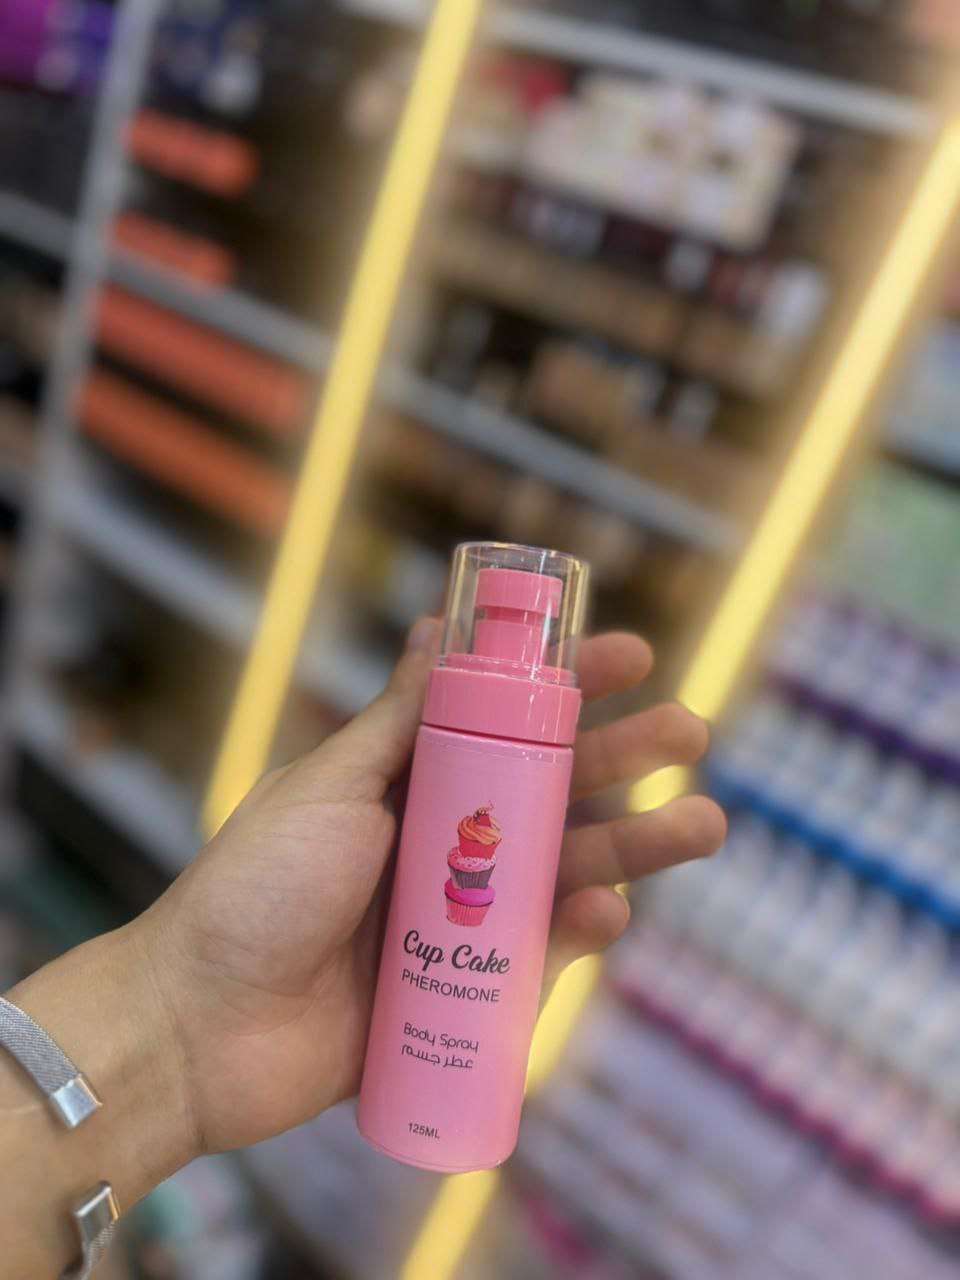 Cup Cake
PHEROMONE
Body Spray
عطر جسم
125ML